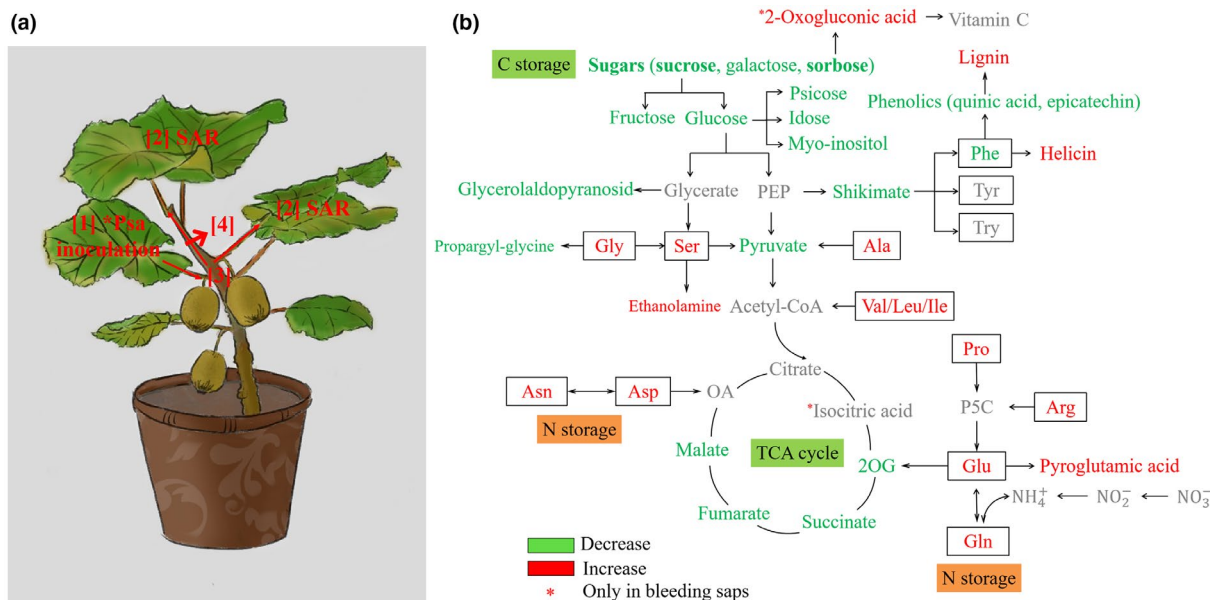 (a)
[2] SAR
[1] *Psa
inoculation
[4]
[2] SAR
[3]
(b)
*2-Oxogluconic acid
Vitamin C
C storage
Sugars (sucrose, galactose, sorbose)
Lignin
Fructose
Glucose
Psicose
Idose
Myo-inositol
Phenolics (quinic acid, epicatechin)
Phe
Helicin
Glycerolaldopyranosid
Glycerate
PEP
Shikimate
Tyr
Try
Propargyl-glycine
Gly
Ser
Pyruvate
Ala
Ethanolamine
Acetyl-CoA
Val/Leu/Ile
Citrate
Pro
Asn
Asp
OA
*Isocitric acid
P5C
Arg
N storage
Malate
TCA cycle
2OG
Glu
Pyroglutamic acid
Fumarate
Succinate
NH₄⁺
NO₂⁻
NO₃⁻
Gln
N storage
Decrease
Increase
* Only in bleeding saps